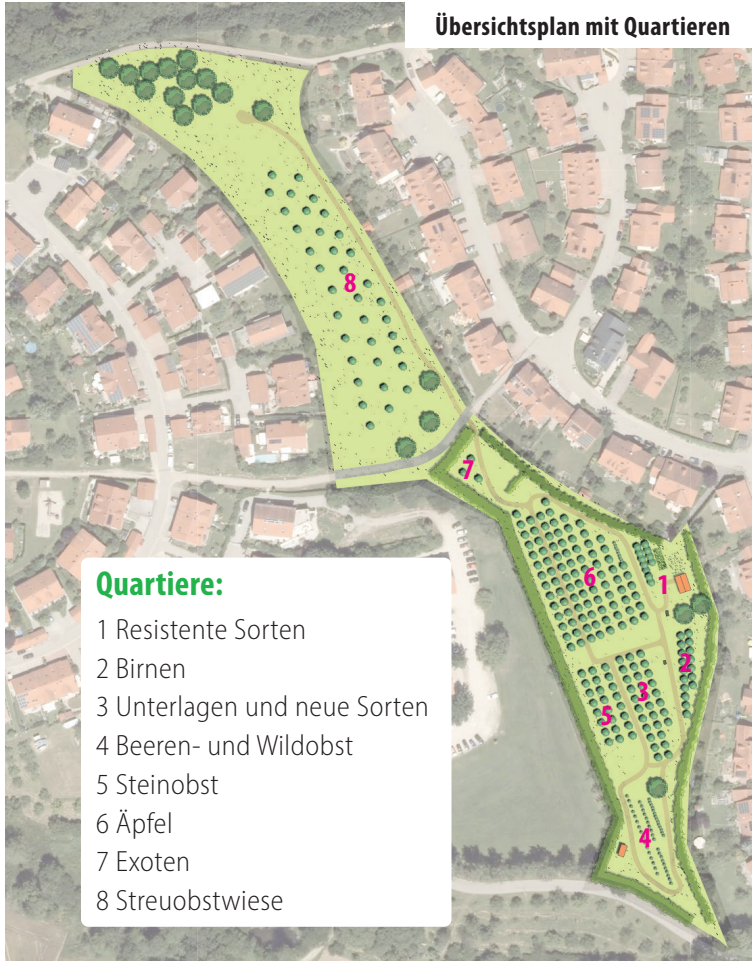 Übersichtsplan mit Quartieren
8
7
6
1
2
3
5
4
Quartiere:
1 Resistente Sorten
2 Birnen
3 Unterlagen und neue Sorten
4 Beeren- und Wildobst
5 Steinobst
6 Äpfel
7 Exoten
8 Streuobstwiese